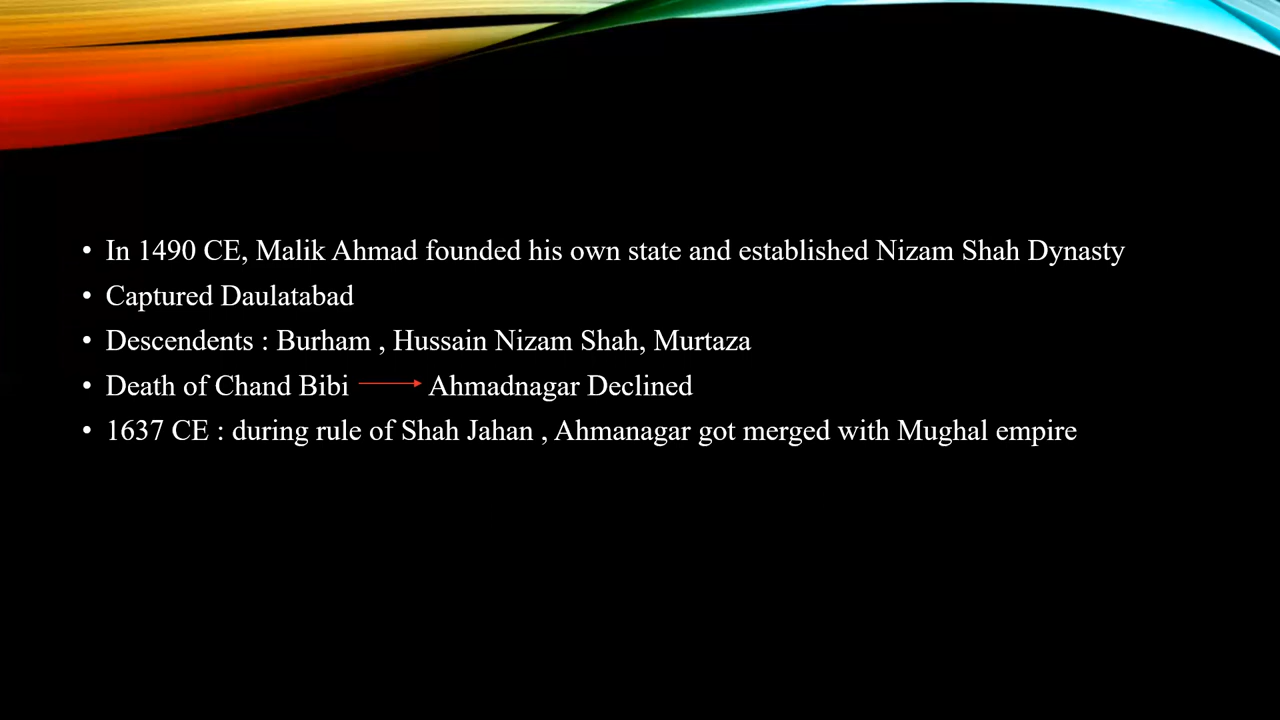 • In 1490 CE, Malik Ahmad founded his own state and established Nizam Shah Dynasty
• Captured Daulatabad
• Descendents : Burham , Hussain Nizam Shah, Murtaza
• Death of Chand Bibi → Ahmadnagar Declined
• 1637 CE : during rule of Shah Jahan , Ahmanagar got merged with Mughal empire